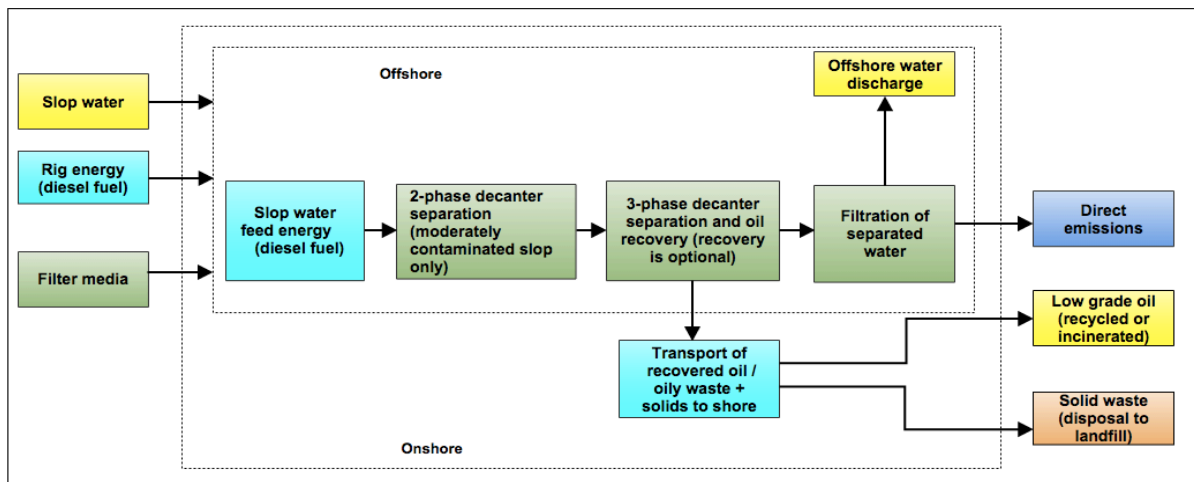 Offshore
Offshore water
discharge
Slop water
Rig energy
(diesel fuel)
Filter media
Slop water
feed energy
(diesel fuel)
2-phase decanter
separation
(moderately
contaminated slop
only)
3-phase decanter
separation and oil
recovery (recovery
is optional)
Filtration of
separated
water
Direct
emissions
Low grade oil
(recycled or
incinerated)
Transport of
recovered oil /
oily waste +
solids to shore
Solid waste
(disposal to
landfill)
Onshore